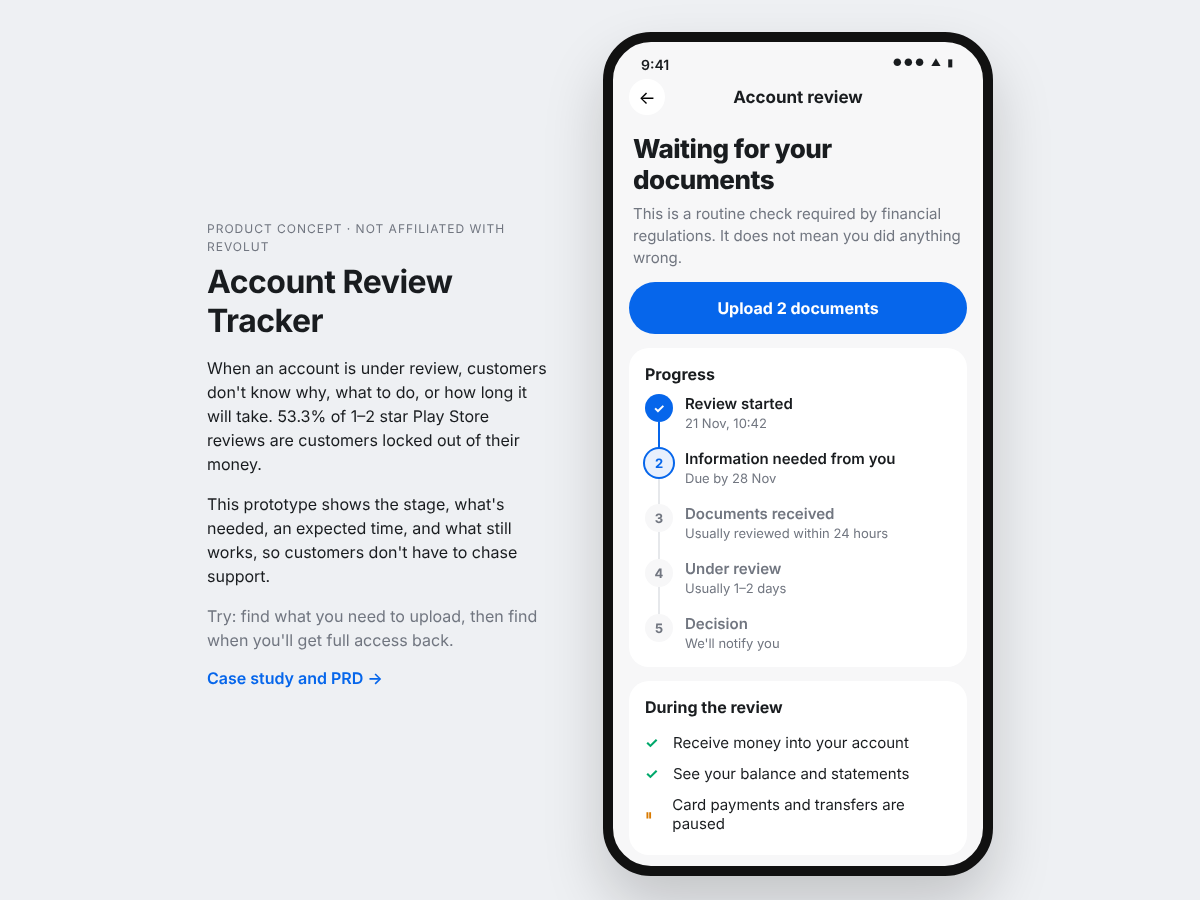 PRODUCT CONCEPT · NOT AFFILIATED WITH
REVOLUT
Account Review
Tracker
When an account is under review, customers
don't know why, what to do, or how long it
will take. 53.3% of 1–2 star Play Store
reviews are customers locked out of their
money.
This prototype shows the stage, what's
needed, an expected time, and what still
works, so customers don't have to chase
support.
Try: find what you need to upload, then find
when you'll get full access back.
Case study and PRD →
9:41
←
Account review
Waiting for your
documents
This is a routine check required by financial
regulations. It does not mean you did anything
wrong.
Upload 2 documents
Progress
Review started
21 Nov, 10:42
2
Information needed from you
Due by 28 Nov
3
Documents received
Usually reviewed within 24 hours
4
Under review
Usually 1–2 days
5
Decision
We'll notify you
During the review
Receive money into your account
See your balance and statements
Card payments and transfers are
paused